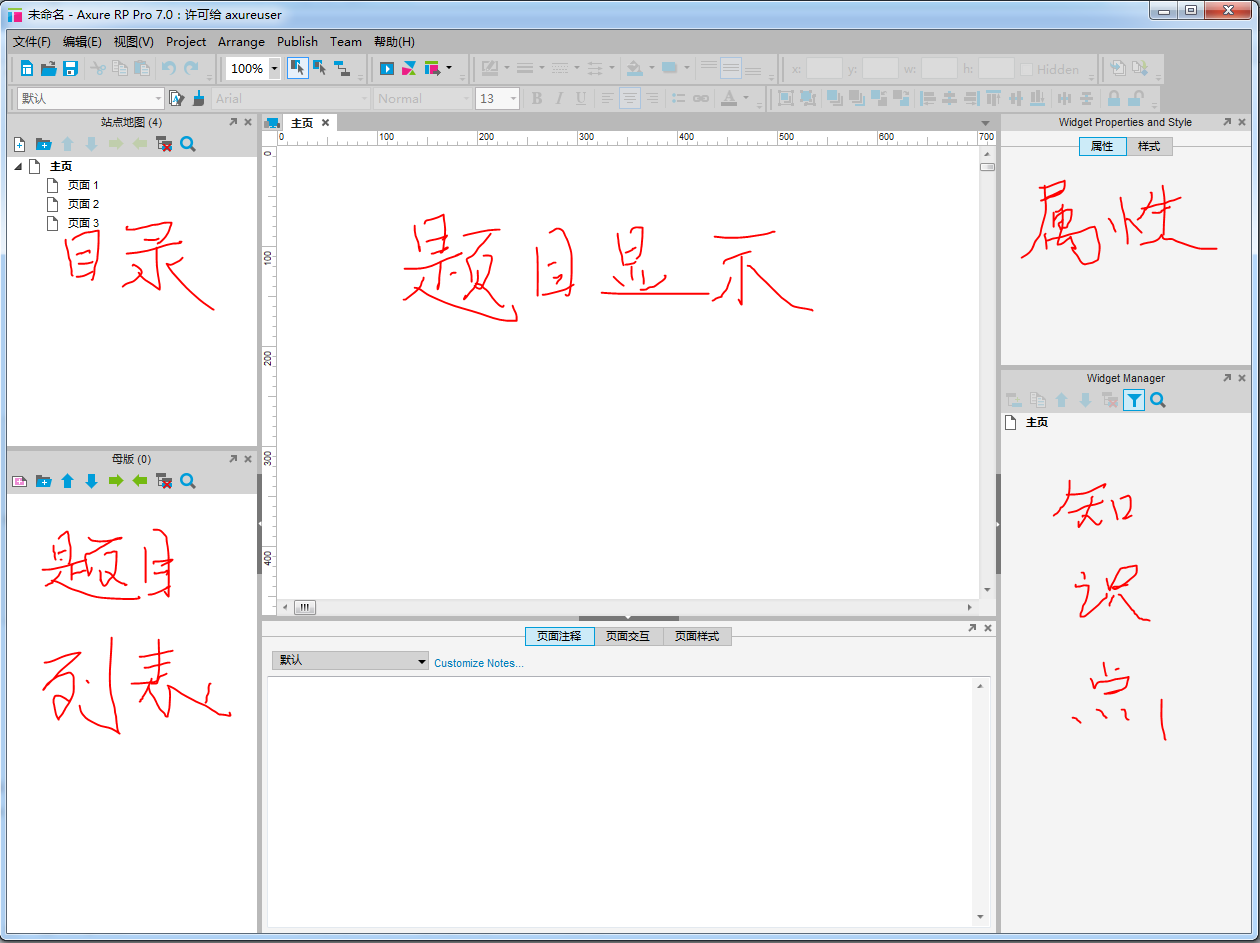 未命名 - Axure RP Pro 7.0 : 许可给 axureuser
文件(F) 编辑(E) 视图(V) Project Arrange Publish Team 帮助(H)
100% x: y: w: h: Hidden
默认 Arial Normal 13 B I U A
站点地图 (4)
主页
页面 1
页面 2
页面 3
目录
母版 (0)
题目
列表
主页
0 100 200 300 400 500 600 700
0
100
200
300
400
题目显示
页面注释 页面交互 页面样式
默认 Customize Notes...
Widget Properties and Style
属性 样式
属性
Widget Manager
主页
知
识
点